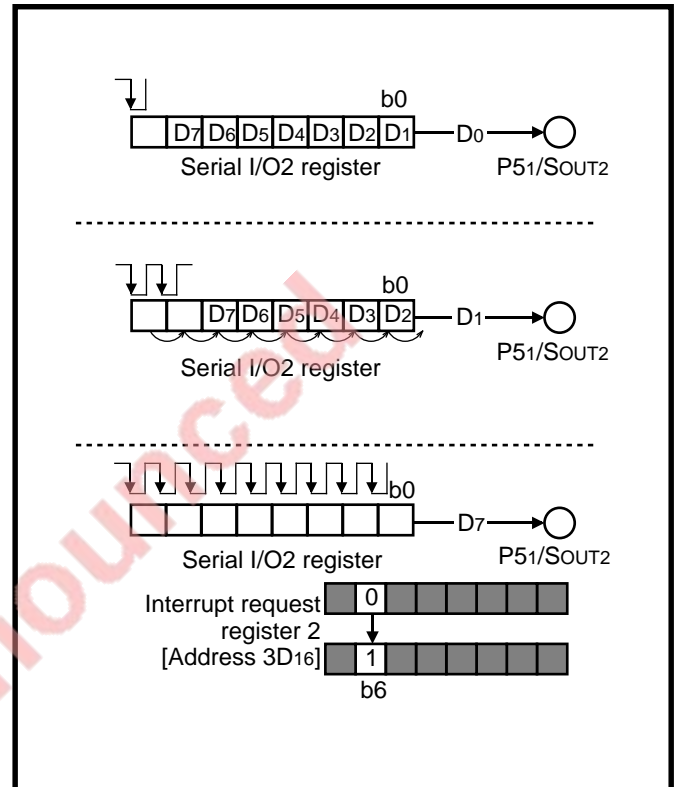 b0
D7 D6 D5 D4 D3 D2 D1 D0
Serial I/O2 register P51/SOUT2
b0
D7 D6 D5 D4 D3 D2 D1
Serial I/O2 register P51/SOUT2
b0
D7
Serial I/O2 register P51/SOUT2
Interrupt request 0
register 2
[Address 3D16] 1
b6